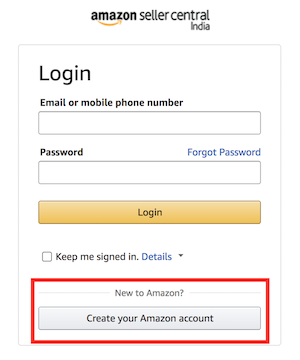 amazon seller central
India
Login
Email or mobile phone number
Password Forgot Password
Login
Keep me signed in. Details
New to Amazon?
Create your Amazon account